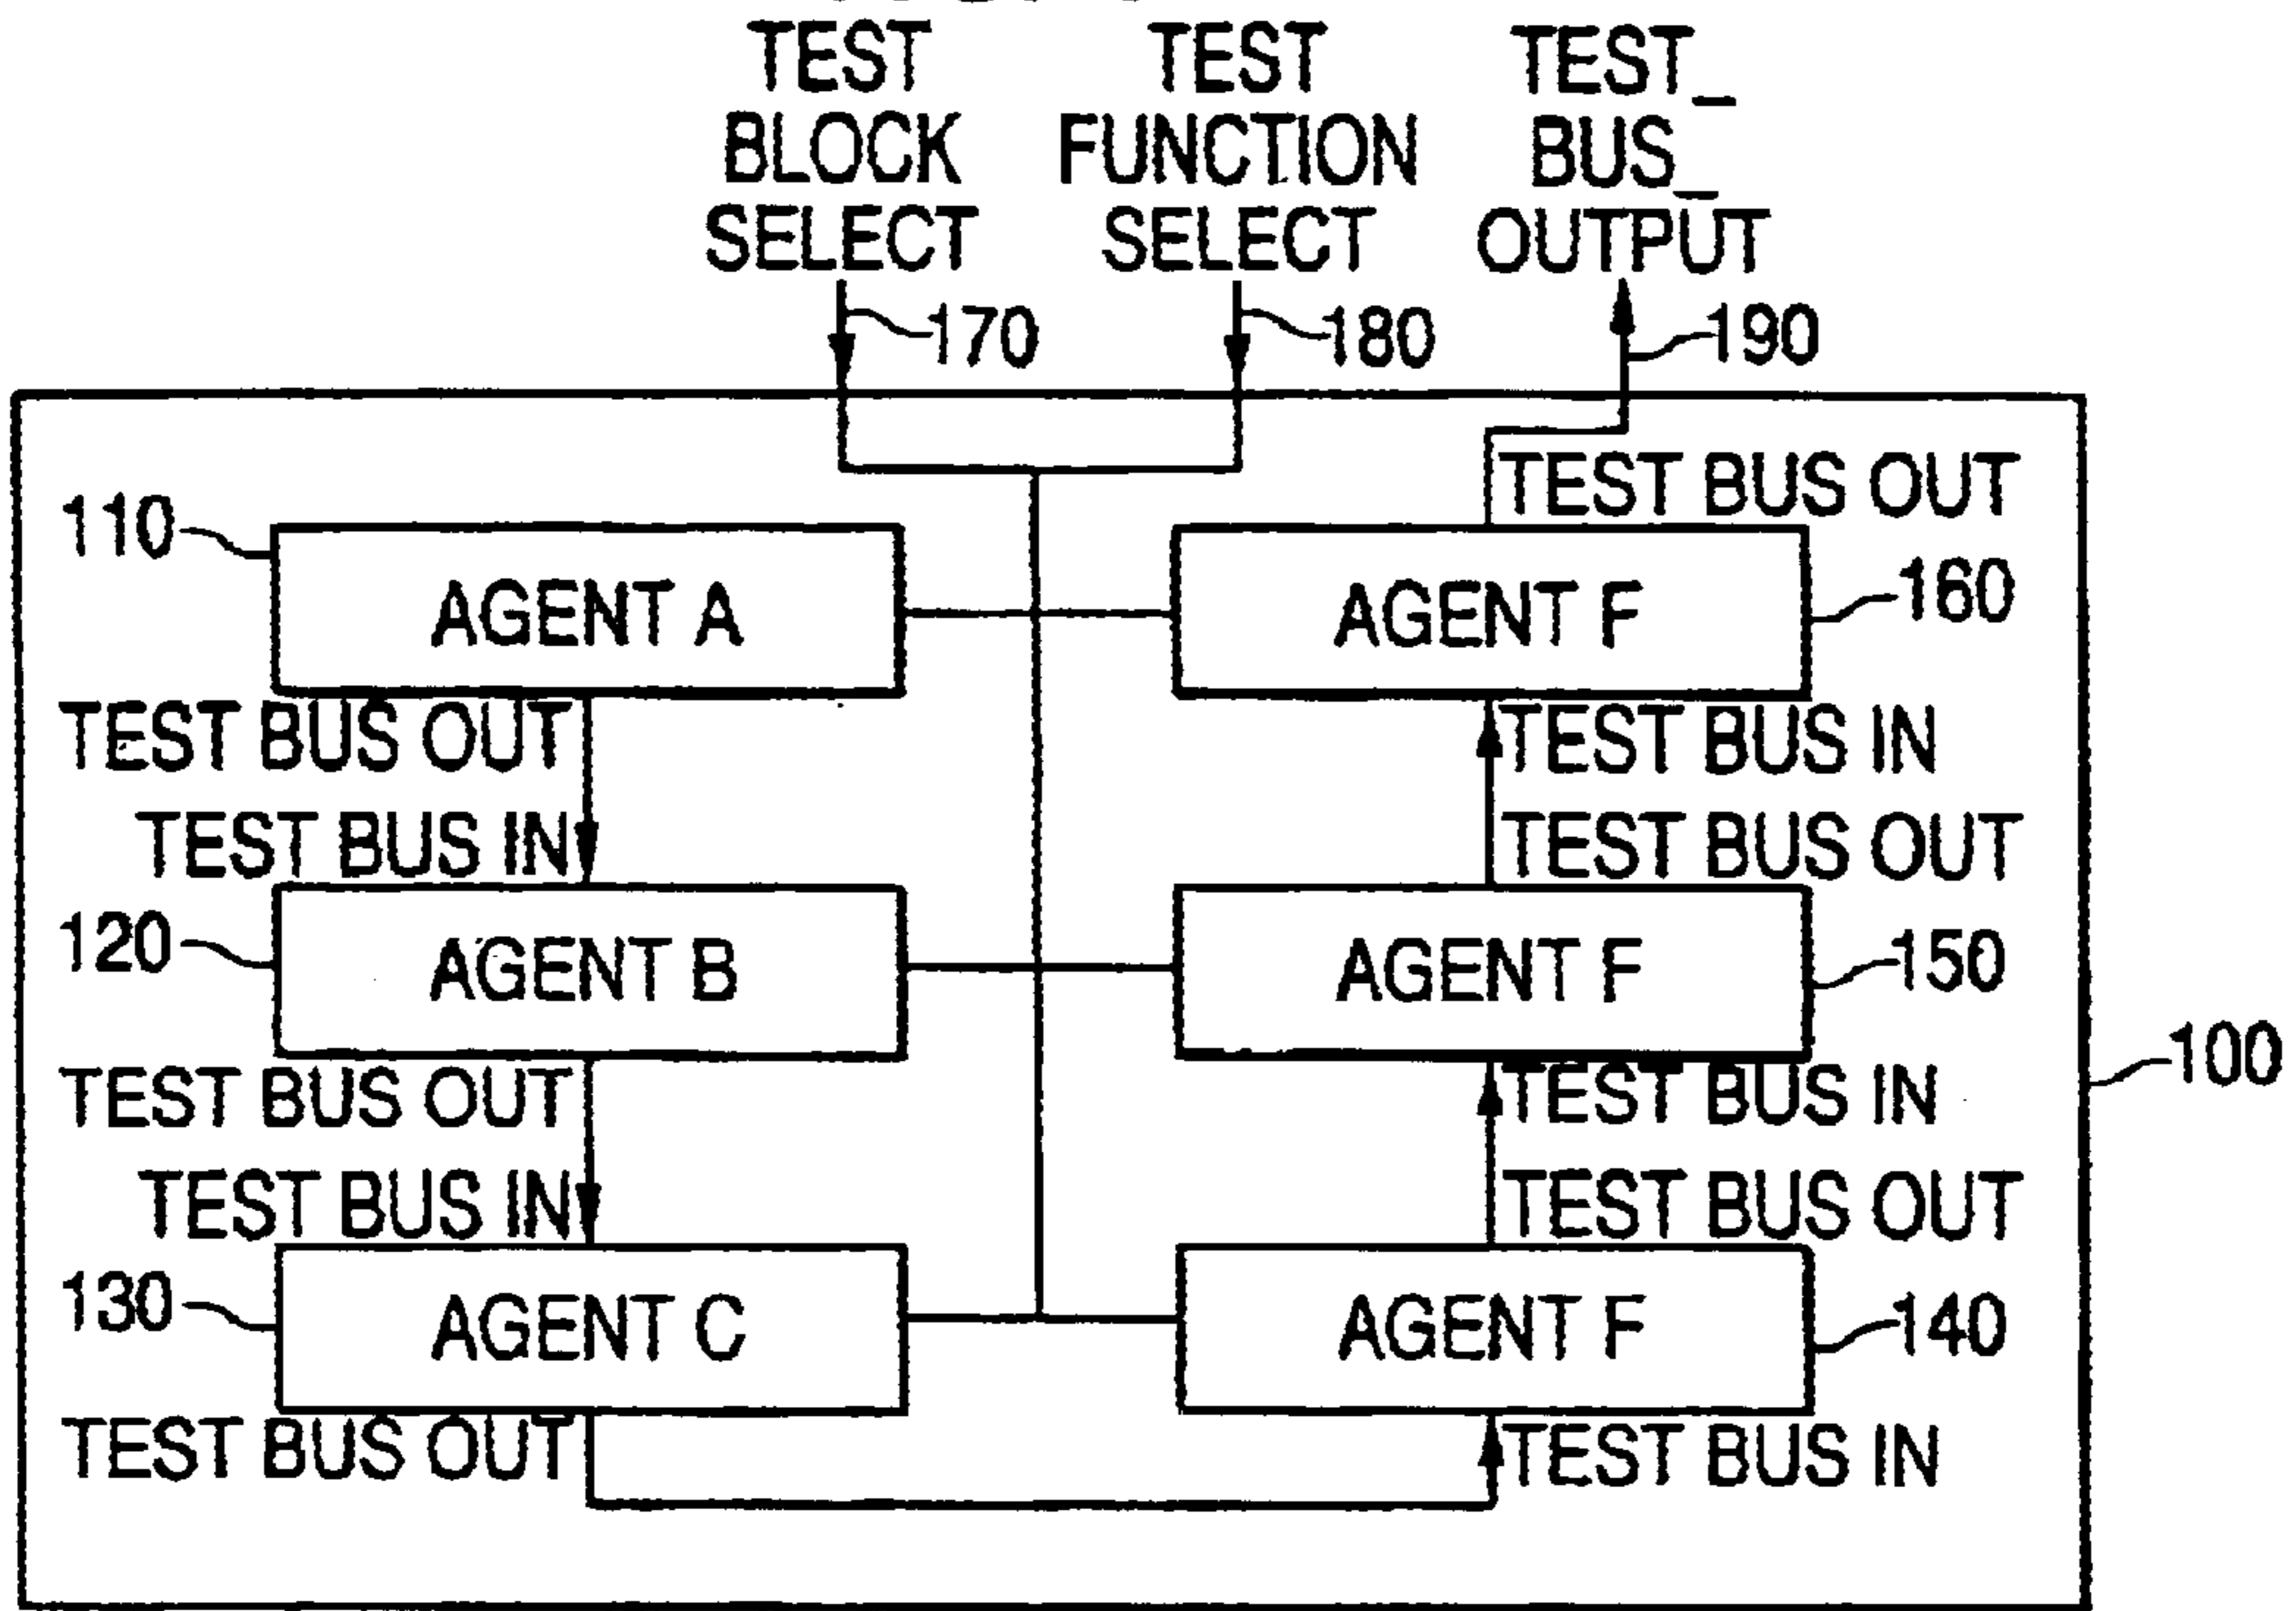 TEST
BLOCK
SELECT
TEST
FUNCTION
SELECT
TEST_
BUS_
OUTPUT
170
180
190
TEST BUS OUT
110
AGENT A
AGENT F
160
TEST BUS OUT
TEST BUS IN
TEST BUS IN
TEST BUS OUT
120
AGENT B
AGENT F
150
100
TEST BUS OUT
TEST BUS IN
TEST BUS IN
TEST BUS OUT
130
AGENT C
AGENT F
140
TEST BUS OUT
TEST BUS IN